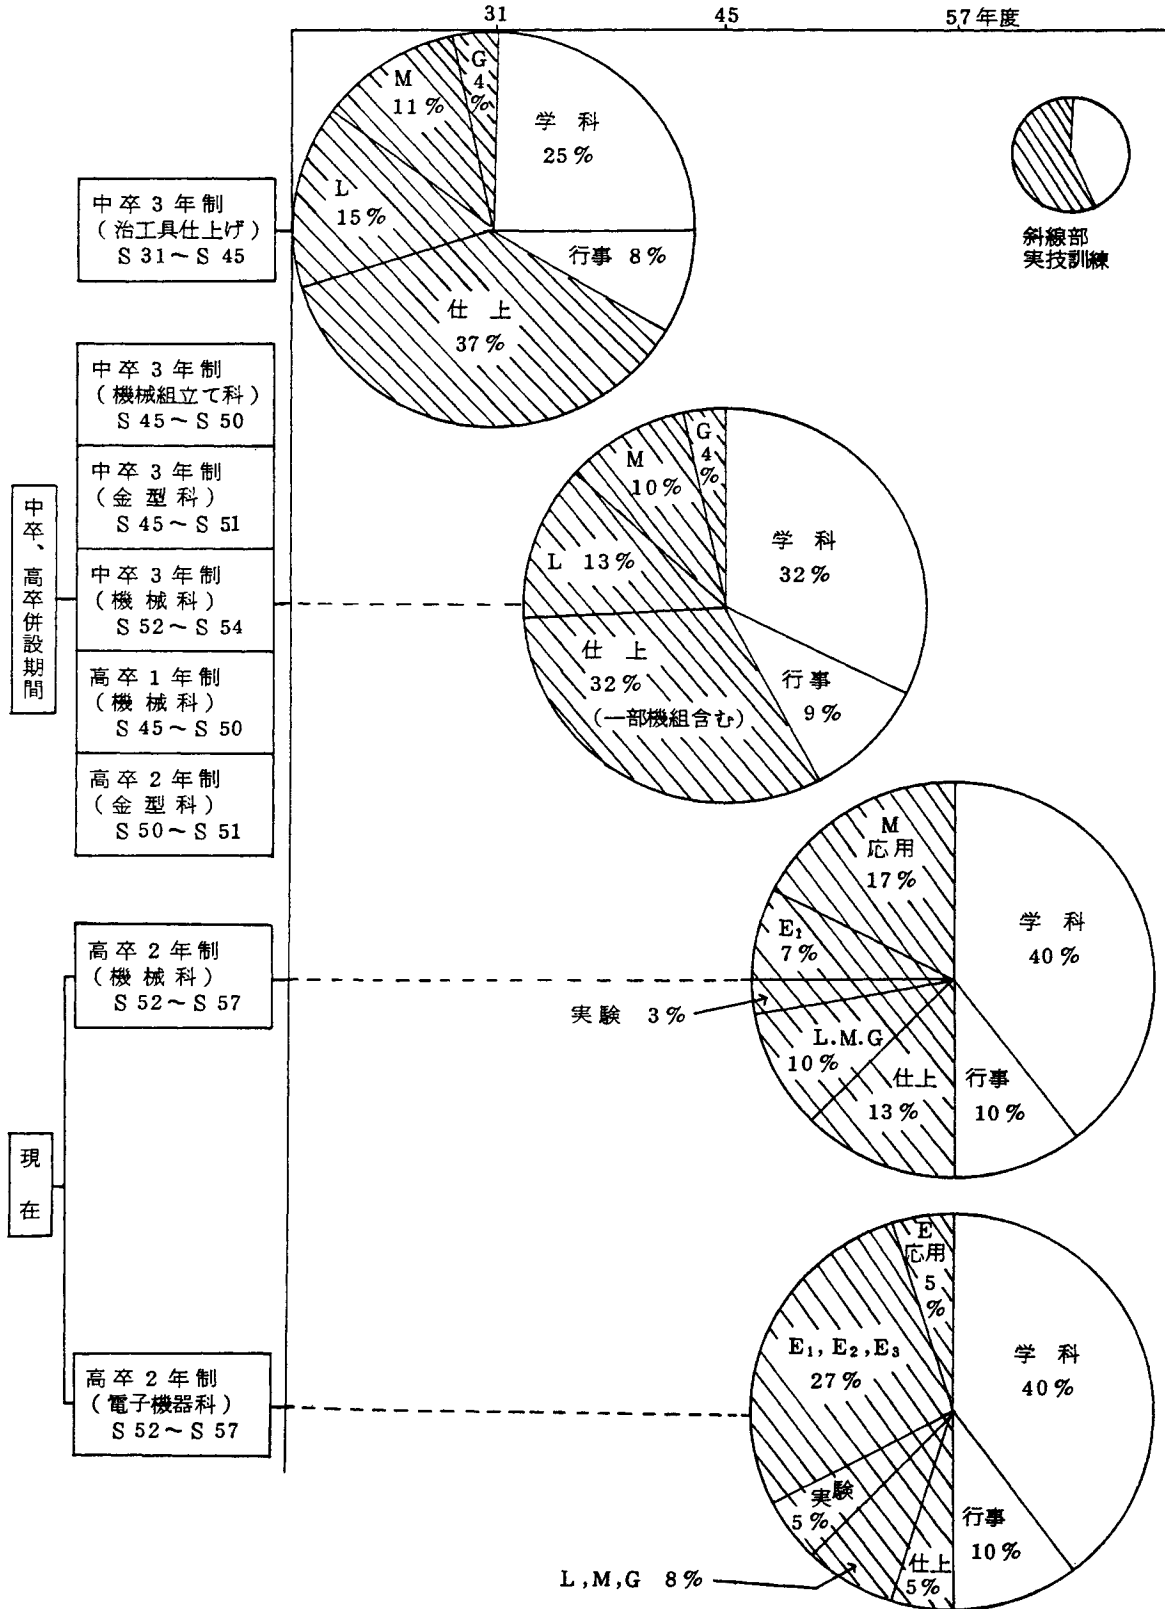 31 45 57年度
G
4
%
M
11%
学科
25%
L
15%
行事 8%
仕上
37%
斜線部
実技訓練
中卒3年制
(治工具仕上げ)
S31～S45
中卒、高卒併設期間
中卒3年制
(機械組立て科)
S45～S50
中卒3年制
(金型科)
S45～S51
中卒3年制
(機械科)
S52～S54
高卒1年制
(機械科)
S45～S50
高卒2年制
(金型科)
S50～S51
G
4
%
M
10%
学科
32%
L 13%
仕上
32%
(一部機組含む)
行事
9%
現在
高卒2年制
(機械科)
S52～S57
M
応用
17%
学科
40%
E₁
7%
実験 3%
L.M.G
10%
仕上
13%
行事
10%
高卒2年制
(電子機器科)
S52～S57
E
応用
5
%
E₁,E₂,E₃
27%
学科
40%
実験
5%
行事
10%
仕上
5%
L,M,G 8%